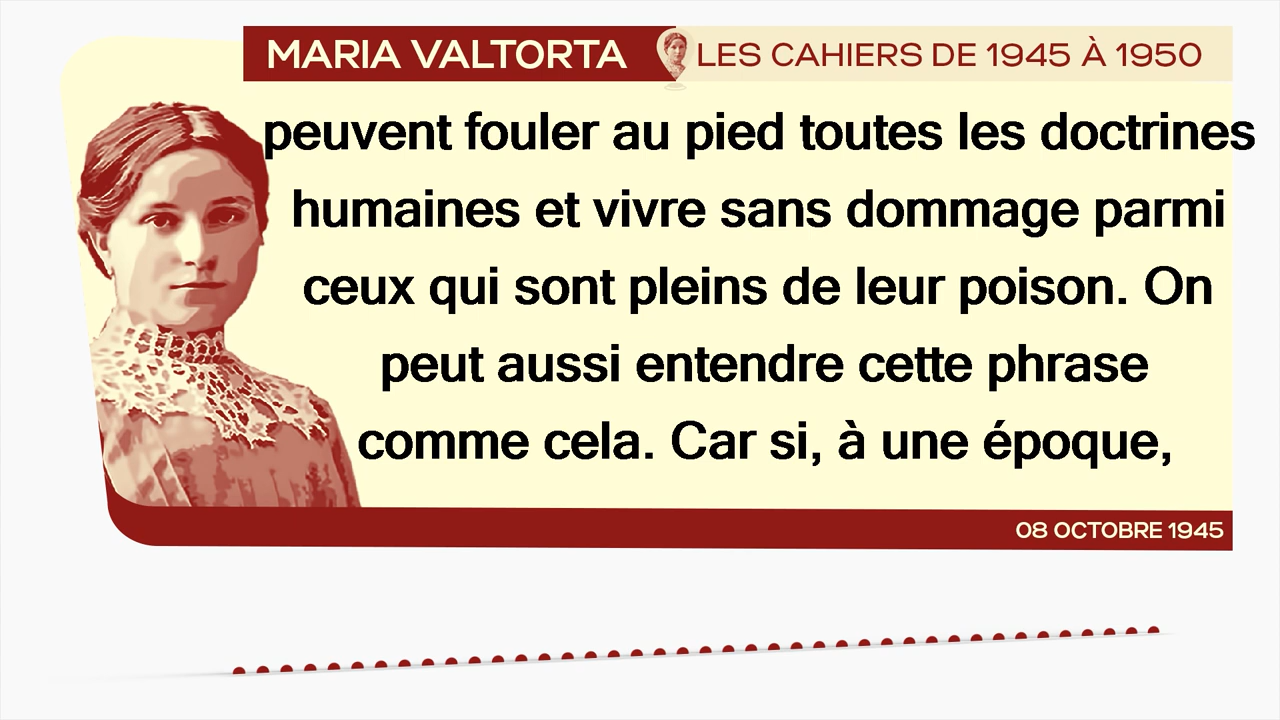 MARIA VALTORTA
LES CAHIERS DE 1945 À 1950
peuvent fouler au pied toutes les doctrines
humaines et vivre sans dommage parmi
ceux qui sont pleins de leur poison. On
peut aussi entendre cette phrase
comme cela. Car si, à une époque,
08 OCTOBRE 1945